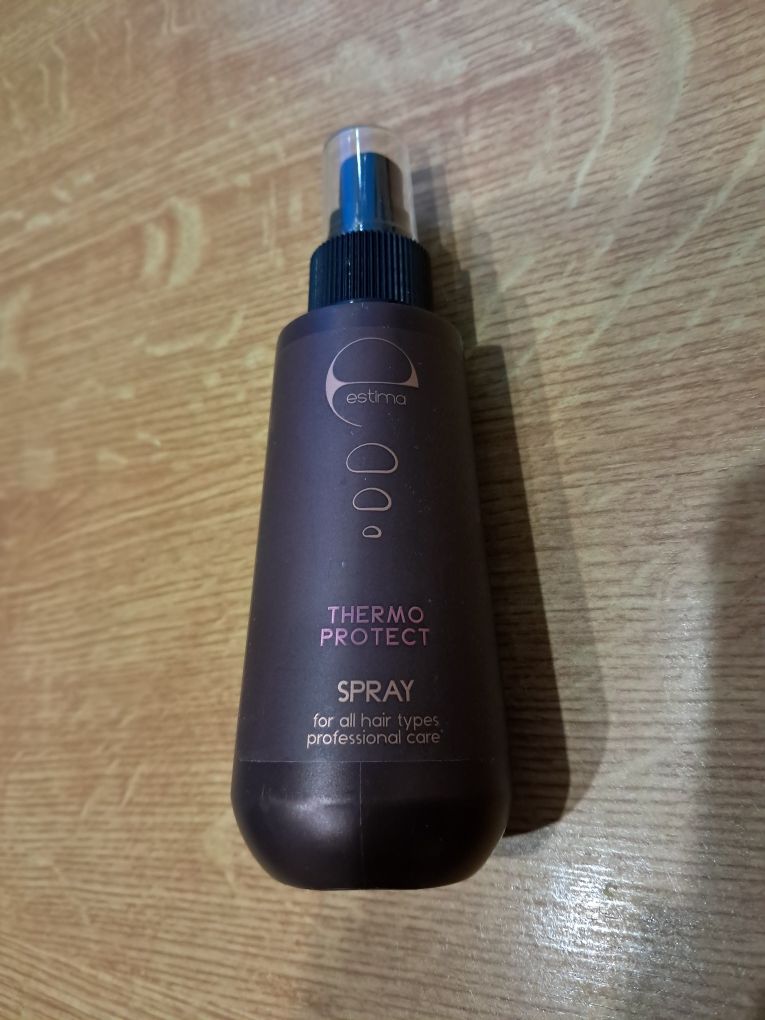 estima
THERMO
PROTECT
SPRAY
for all hair types
professional care*